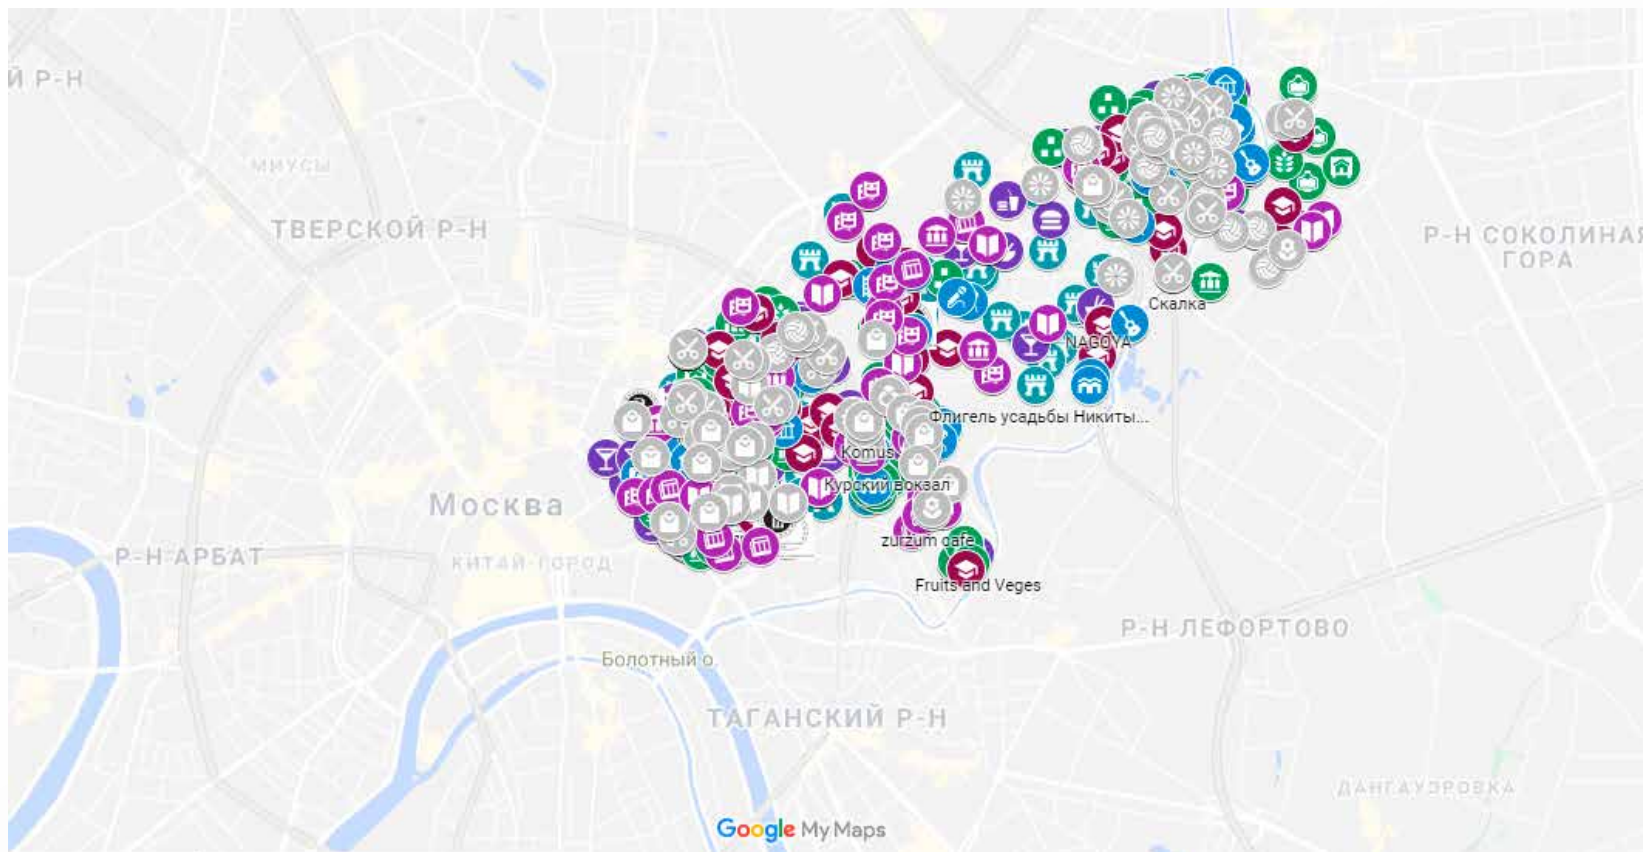 Й Р-Н
МИУСЫ
ТВЕРСКОЙ Р-Н
Р-Н СОКОЛИНАЯ
ГОРА
Скалка
NAGOYA
Флигель усадьбы Никиты...
Komus
Курский вокзал
Москва
zurzum cafe
Р-Н АРБАТ
КИТАЙ-ГОРОД
Fruits and Veges
Р-Н ЛЕФОРТОВО
Болотный о.
ТАГАНСКИЙ Р-Н
ДАНГАУЭРОВКА
Google My Maps